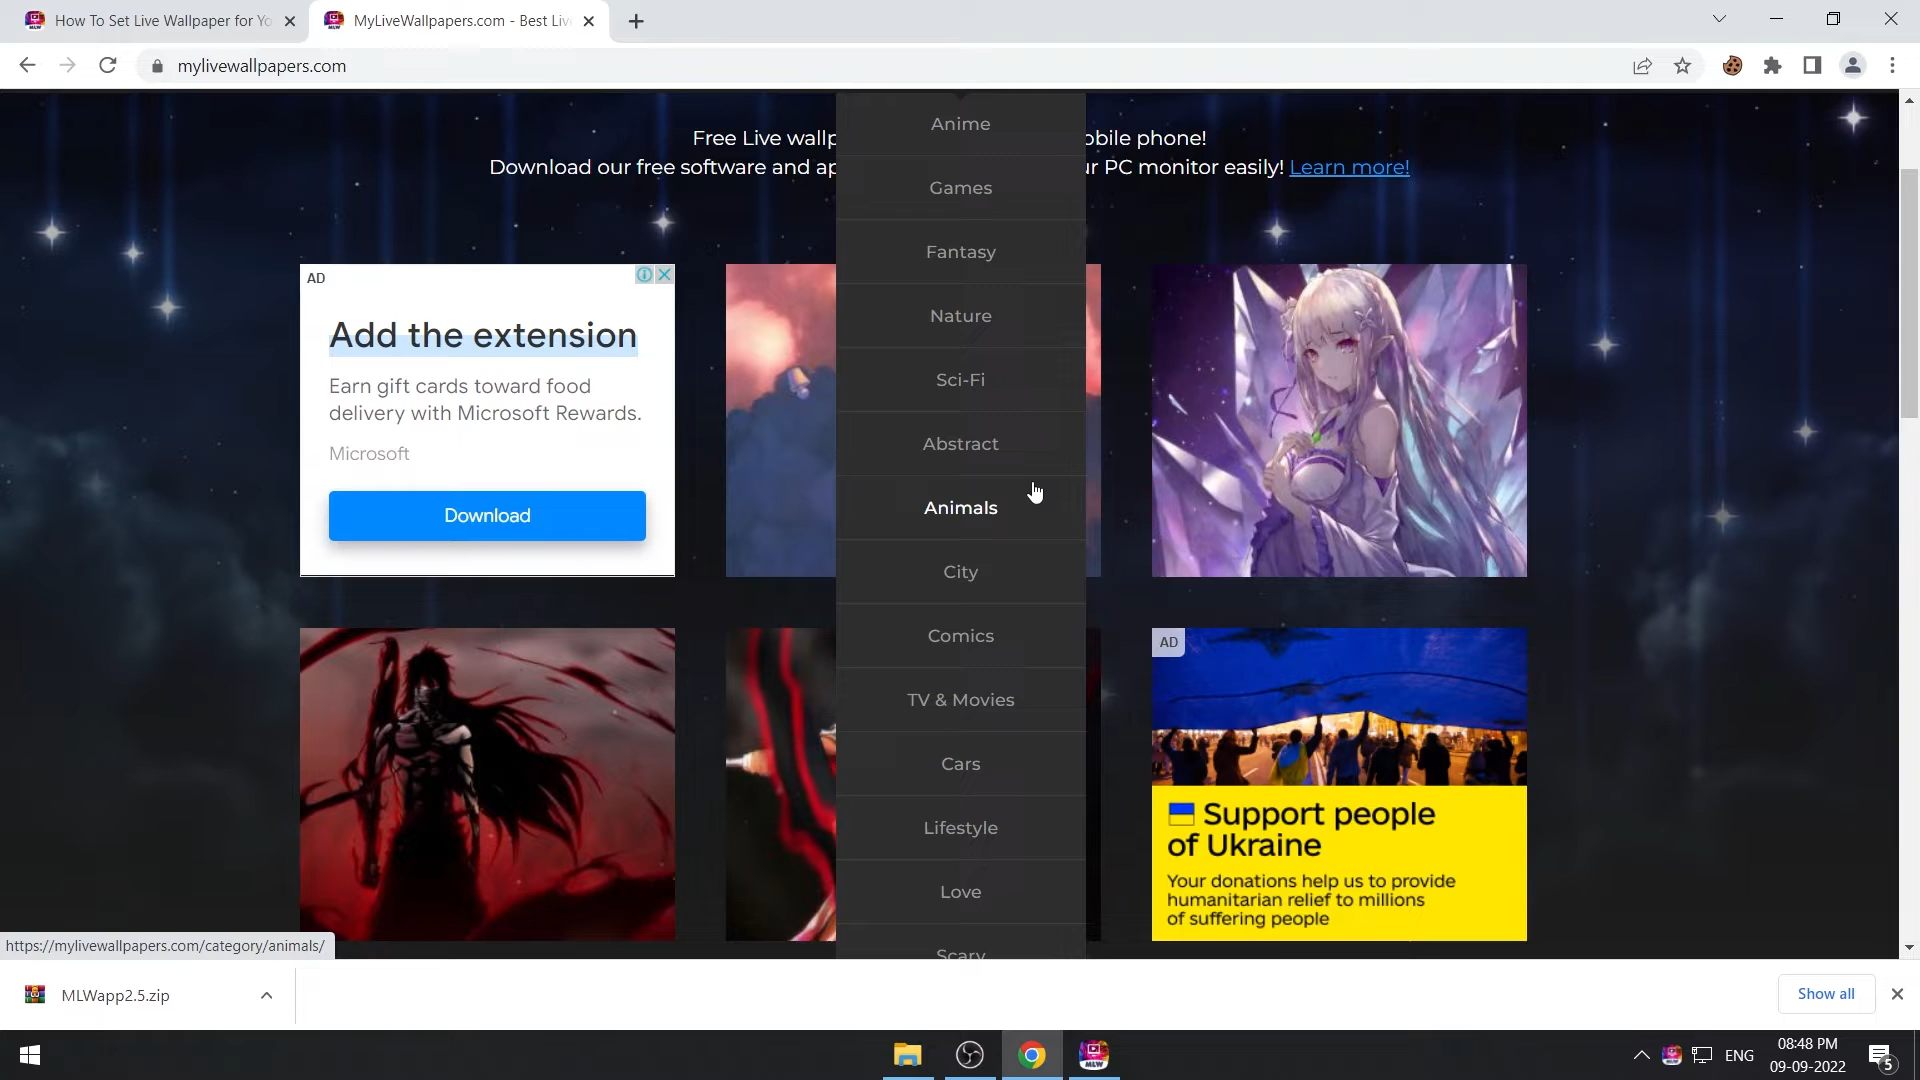 How To Set Live Wallpaper for Yo
MyLiveWallpapers.com - Best Liv
mylivewallpapers.com
Free Live wallp
obile phone!
Download our free software and ap
ur PC monitor easily! Learn more!
Anime
Games
Fantasy
Nature
Sci-Fi
Abstract
Animals
City
Comics
TV & Movies
Cars
Lifestyle
Love
Scary
AD
Add the extension
Earn gift cards toward food
delivery with Microsoft Rewards.
Microsoft
Download
AD
Support people
of Ukraine
Your donations help us to provide
humanitarian relief to millions
of suffering people
https://mylivewallpapers.com/category/animals/
MLWapp2.5.zip
Show all
MLW
ENG
08:48 PM
09-09-2022
5